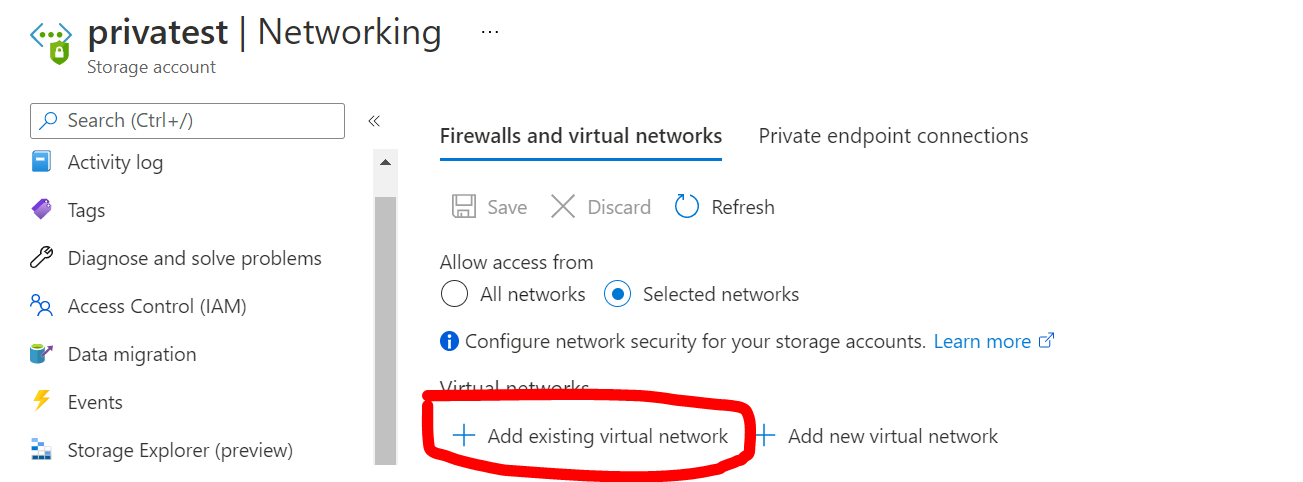 privatest | Networking ...
Storage account
Search (Ctrl+/) «
Activity log
Tags
Diagnose and solve problems
Access Control (IAM)
Data migration
Events
Storage Explorer (preview)
Firewalls and virtual networks Private endpoint connections
Save Discard Refresh
Allow access from
All networks Selected networks
Configure network security for your storage accounts. Learn more
Virtual networks
Add existing virtual network Add new virtual network